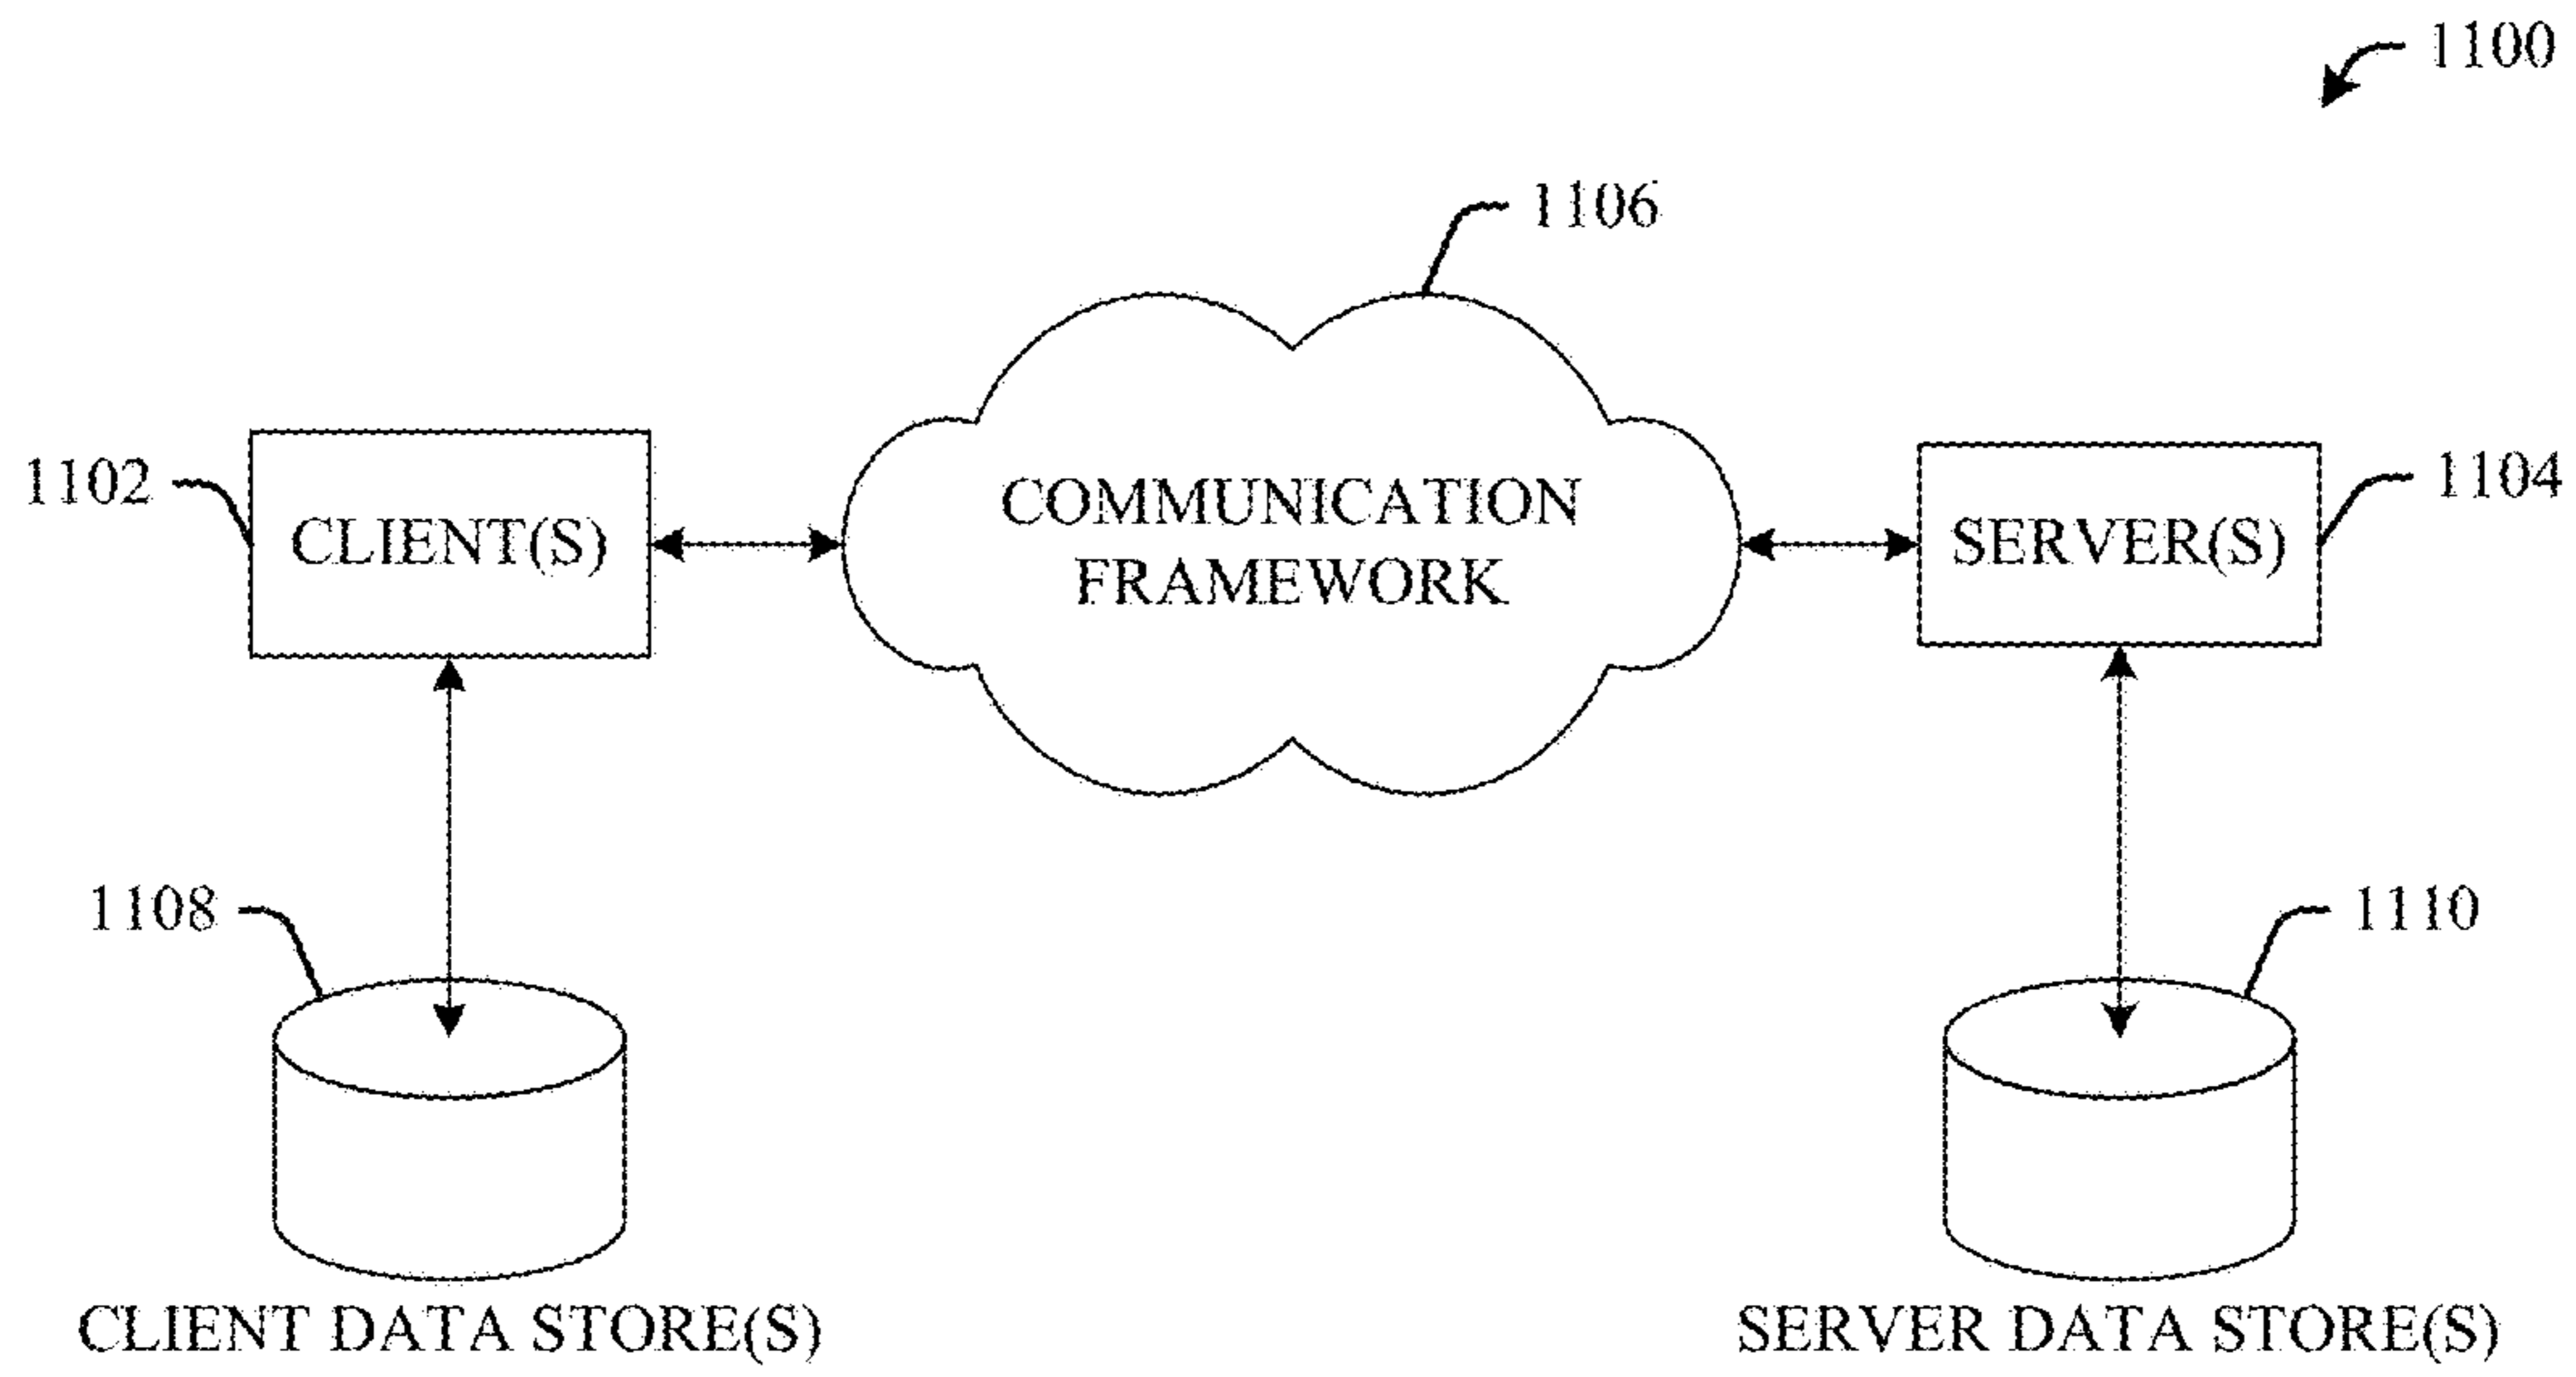 1100
1106
1102
CLIENT(S)
COMMUNICATION
FRAMEWORK
SERVER(S)
1104
1108
1110
CLIENT DATA STORE(S)
SERVER DATA STORE(S)